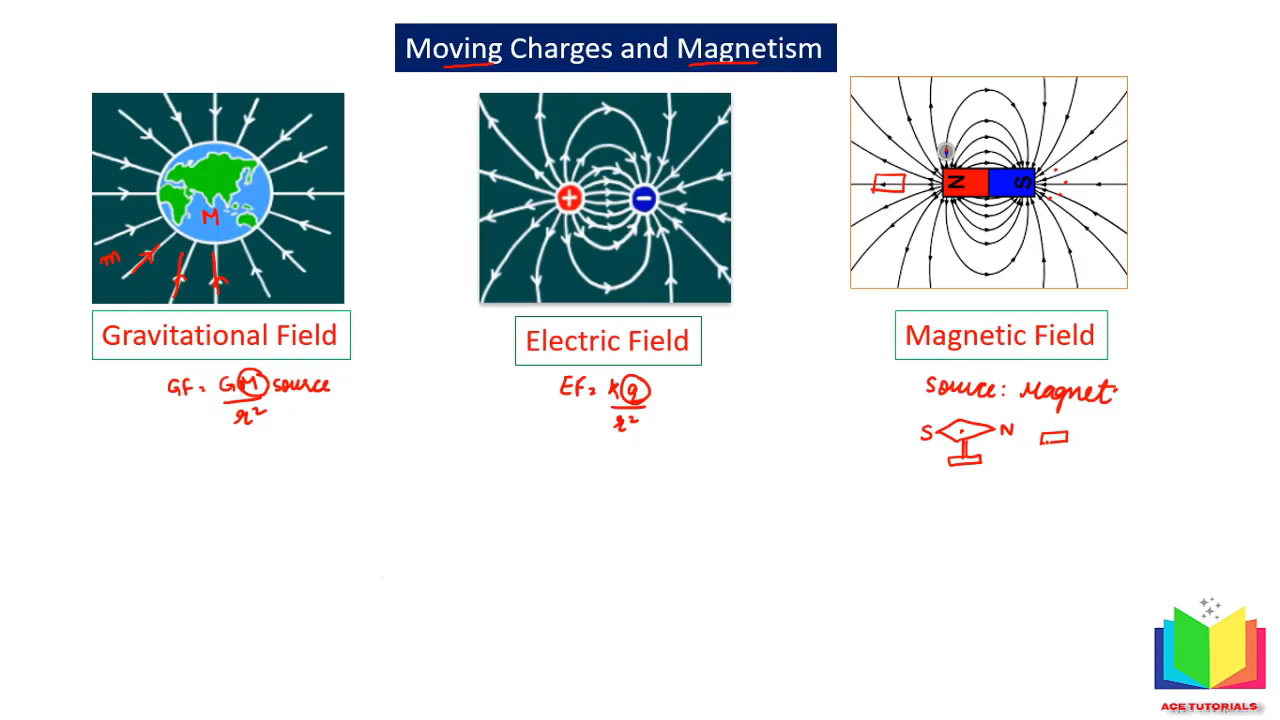 Moving Charges and Magnetism
M
m
+
-
N S
Gravitational Field
Electric Field
Magnetic Field
GF = GM source
r²
EF = kq
r²
Source: Magnet
S N
ACE TUTORIALS